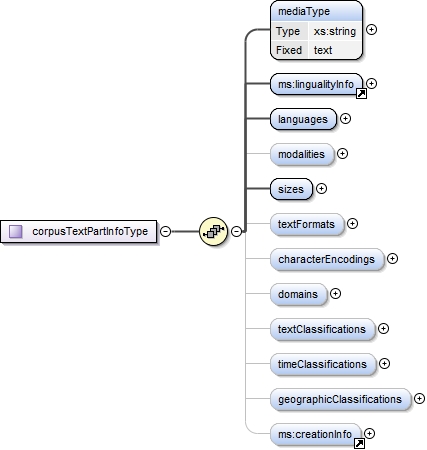 mediaType
Type xs:string
Fixed text
ms:lingualityInfo
languages
modalities
sizes
corpusTextPartInfoType
textFormats
characterEncodings
domains
textClassifications
timeClassifications
geographicClassifications
ms:creationInfo